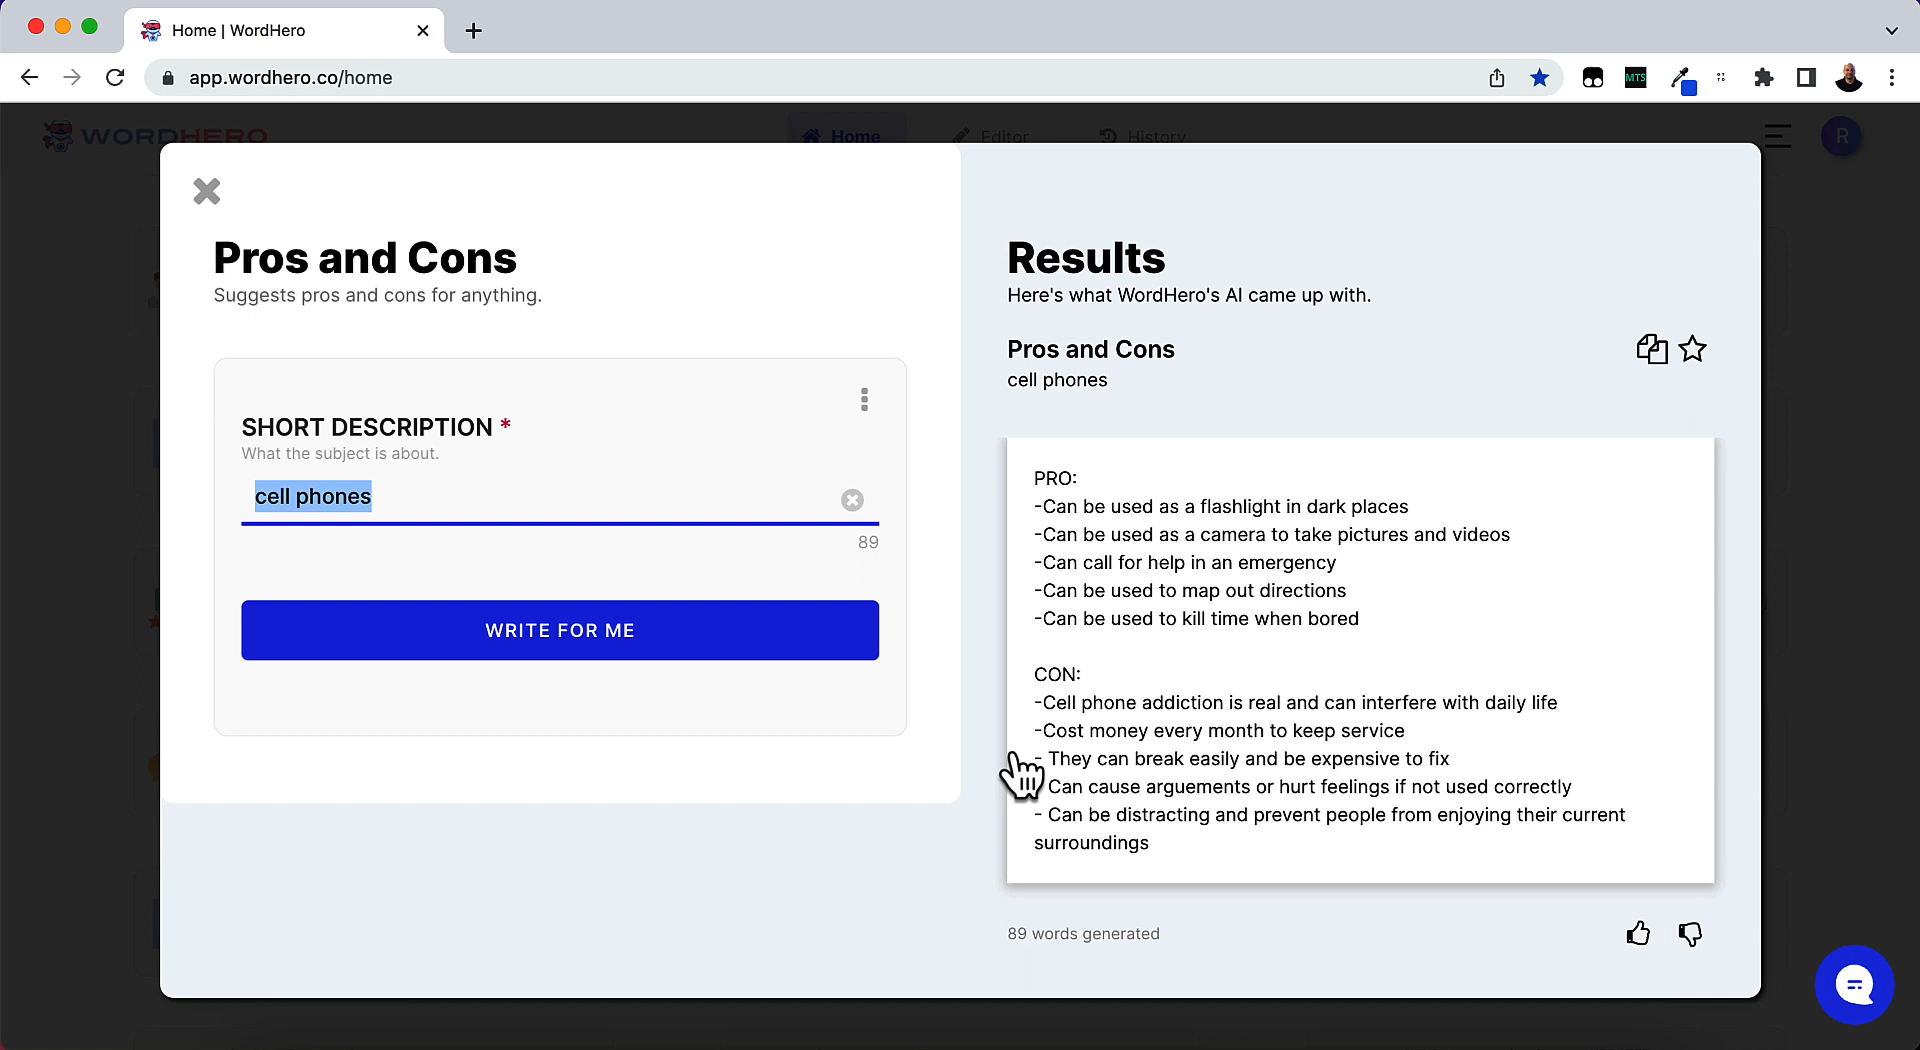 Home | WordHero
app.wordhero.co/home
MTS
WORDHERO
Home
Editor
History
R
Pros and Cons
Suggests pros and cons for anything.
SHORT DESCRIPTION *
What the subject is about.
cell phones
89
WRITE FOR ME
Results
Here's what WordHero's AI came up with.
Pros and Cons
cell phones
PRO:
-Can be used as a flashlight in dark places
-Can be used as a camera to take pictures and videos
-Can call for help in an emergency
-Can be used to map out directions
-Can be used to kill time when bored
CON:
-Cell phone addiction is real and can interfere with daily life
-Cost money every month to keep service
- They can break easily and be expensive to fix
Can cause arguements or hurt feelings if not used correctly
- Can be distracting and prevent people from enjoying their current
surroundings
89 words generated